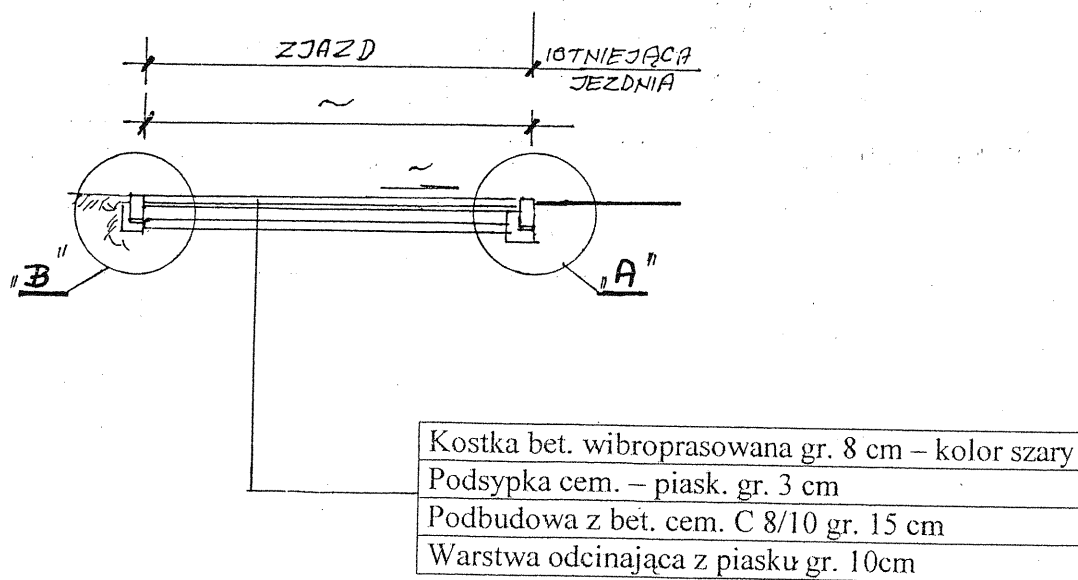 ZJAZD
ISTNIEJĄCA
JEZDNIA
~
~
„B”
„A”
Kostka bet. wibroprasowana gr. 8 cm – kolor szary
Podsypka cem. – piask. gr. 3 cm
Podbudowa z bet. cem. C 8/10 gr. 15 cm
Warstwa odcinająca z piasku gr. 10cm